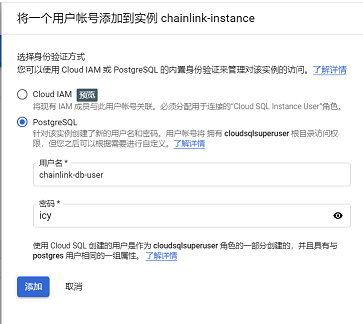 将一个用户帐号添加到实例 chainlink-instance
选择身份验证方式
您可以使用 Cloud IAM 或 PostgreSQL 的内置身份验证来管理对该实例的访问。了解详情
Cloud IAM 预览
将现有 IAM 成员与此用户帐号关联。必须分配用于连接的“Cloud SQL Instance User”角色。
PostgreSQL
针对该实例创建了新的用户名和密码。用户帐号将 拥有 cloudsqlsuperuser 根目录访问权
限，但您之后可以根据需要进行自定义。了解详情
用户名 *
chainlink-db-user
密码 *
icy
使用 Cloud SQL 创建的用户是作为 cloudsqlsuperuser 角色的一部分创建的，并且具有与
postgres 用户相同的一组属性。 了解详情
添加 取消